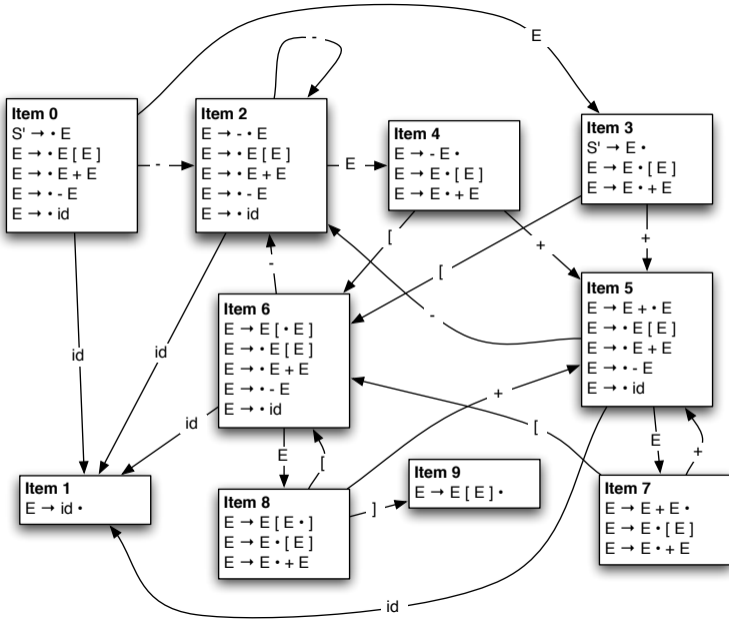 E
-
Item 0
S' → • E
E → • E [ E ]
E → • E + E
E → • - E
E → • id
-
Item 2
E → - • E
E → • E [ E ]
E → • E + E
E → • - E
E → • id
E
Item 4
E → - E •
E → E • [ E ]
E → E • + E
Item 3
S' → E •
E → E • [ E ]
E → E • + E
[
+
+
[
-
Item 5
E → E + • E
E → • E [ E ]
E → • E + E
E → • - E
E → • id
Item 6
E → E [ • E ]
E → • E [ E ]
E → • E + E
E → • - E
E → • id
-
id
id
id
+
[
E
[
E
+
Item 1
E → id •
Item 8
E → E [ E • ]
E → E • [ E ]
E → E • + E
]
Item 9
E → E [ E ] •
Item 7
E → E + E •
E → E • [ E ]
E → E • + E
id